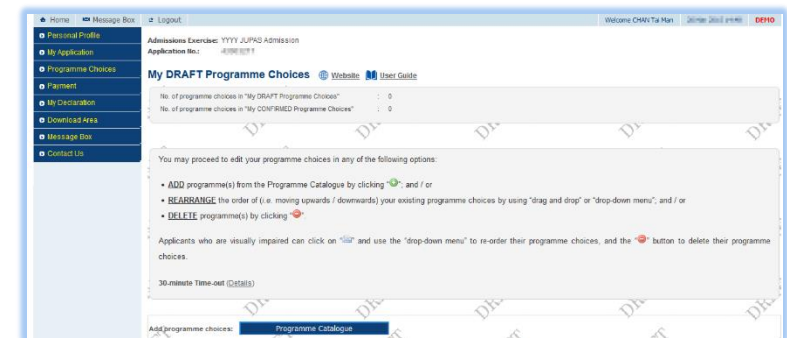 Home Message Box Logout Welcome CHAN Tai Man DEMO
Personal Profile
My Application
Programme Choices
Payment
My Declaration
Download Area
Message Box
Contact Us
Admissions Exercise: YYYY JUPAS Admission
Application No.:
My DRAFT Programme Choices Website User Guide
No. of programme choices in "My DRAFT Programme Choices" : 0
No. of programme choices in "My CONFIRMED Programme Choices" : 0
You may proceed to edit your programme choices in any of the following options:
• ADD programme(s) from the Programme Catalogue by clicking " "; and / or
• REARRANGE the order of (i.e. moving upwards / downwards) your existing programme choices by using "drag and drop" or "drop-down menu"; and / or
• DELETE programme(s) by clicking " "
Applicants who are visually impaired can click on " " and use the "drop-down menu" to re-order their programme choices, and the " " button to delete their programme
choices.
30-minute Time-out (Details)
Add programme choices: Programme Catalogue